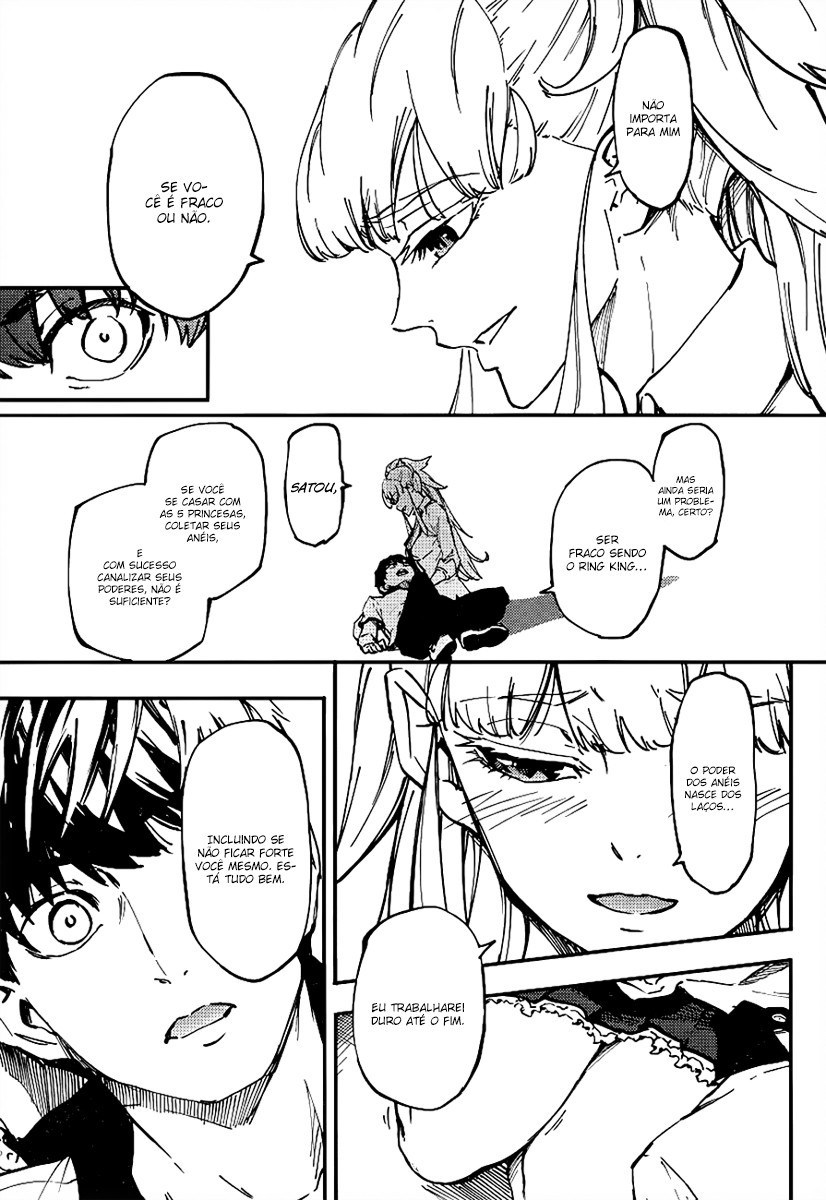 NÃO
IMPORTA
PARA MIM
SE VO-
CÊ É FRACO
OU NÃO.
MAS
AINDA SERIA
UM PROBLE-
MA, CERTO?
SER
FRACO SENDO
O RING KING...
SATOU,
SE VOCÊ
SE CASAR COM
AS 5 PRINCESAS,
COLETAR SEUS
ANÉIS,
E
COM SUCESSO
CANALIZAR SEUS
PODERES, NÃO É
SUFICIENTE?
O PODER
DOS ANÉIS
NASCE DOS
LAÇOS...
EU TRABALHAREI
DURO ATÉ O FIM.
INCLUINDO SE
NÃO FICAR FORTE
VOCÊ MESMO. ES-
TÁ TUDO BEM.